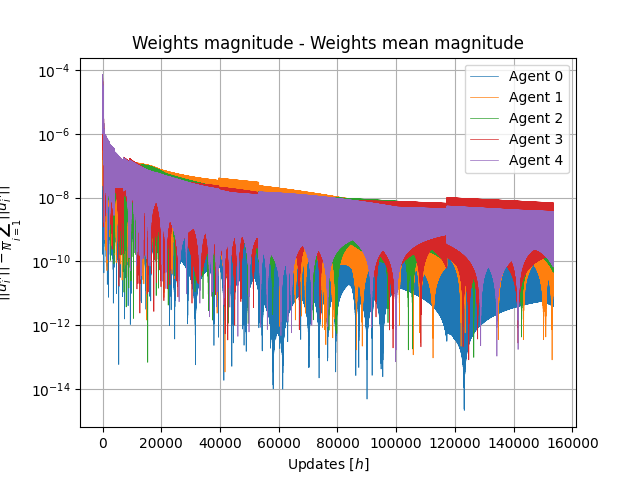 Weights magnitude - Weights mean magnitude
10⁻⁴
10⁻⁶
10⁻⁸
10⁻¹⁰
10⁻¹²
10⁻¹⁴
Agent 0
Agent 1
Agent 2
Agent 3
Agent 4
0 20000 40000 60000 80000 100000 120000 140000 160000
Updates [h]